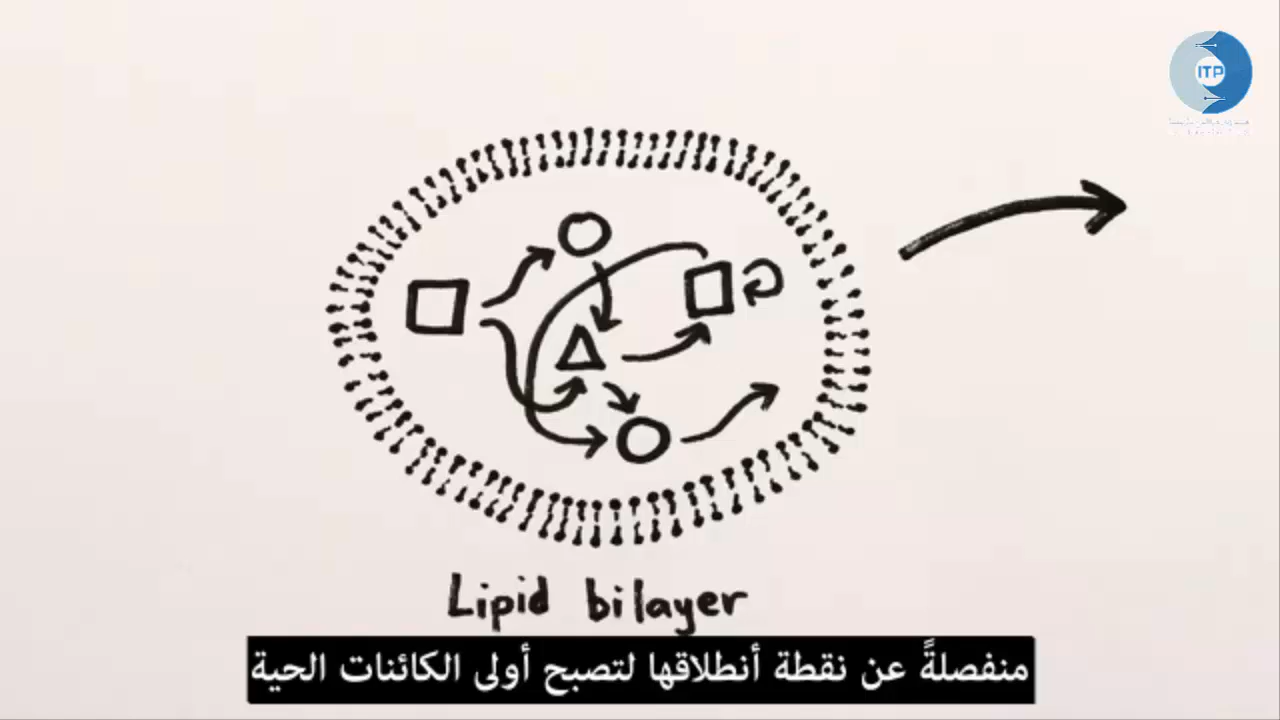 ITP
Lipid bilayer
منفصلةً عن نقطة أنطلاقها لتصبح أولى الكائنات الحية